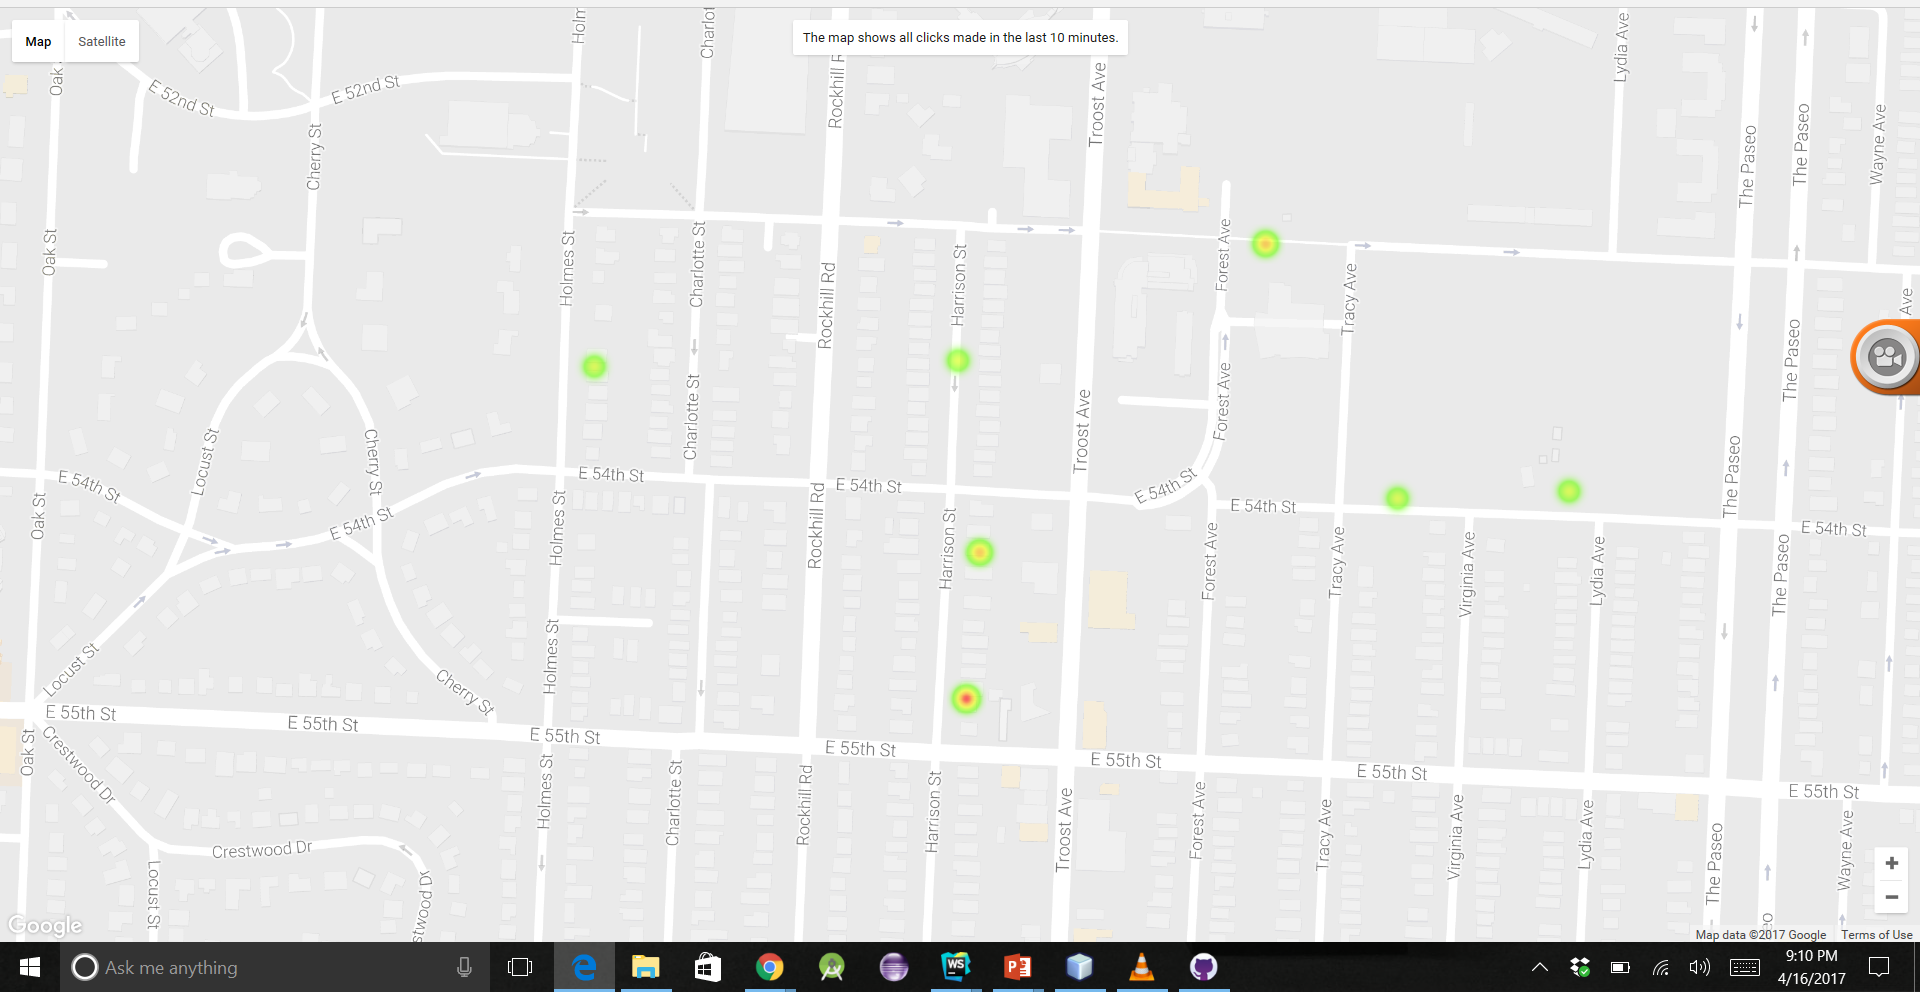 Map
Satellite
The map shows all clicks made in the last 10 minutes.
Holm
Charlot
Rockhill R
Troost Ave
Lydia Ave
The Paseo
The Paseo
Wayne Ave
Oak
E 52nd St
E 52nd St
Cherry St
Oak St
Holmes St
Charlotte St
Rockhill Rd
Harrison St
Forest Ave
Tracy Ave
The Paseo
Ave
Charlotte St
Troost Ave
Forest Ave
Locust St
Cherry St
E 54th St
E 54th St
E 54th St
E 54th St
E 54th St
E 54th St
E 54th St
The Paseo
Oak St
Holmes St
Rockhill Rd
Harrison St
Forest Ave
Tracy Ave
Virginia Ave
Lydia Ave
The Paseo
Locust St
Holmes St
Cherry St
E 55th St
E 55th St
E 55th St
E 55th St
E 55th St
E 55th St
E 55th St
Oak St
Crestwood Dr
Holmes St
Charlotte St
Rockhill Rd
Harrison St
Troost Ave
Forest Ave
Tracy Ave
Virginia Ave
Lydia Ave
The Paseo
Wayne Ave
Crestwood Dr
Locust St
stwood Dr
eo
+
−
Google
Map data ©2017 Google
Terms of Use
Ask me anything
WS
9:10 PM
4/16/2017